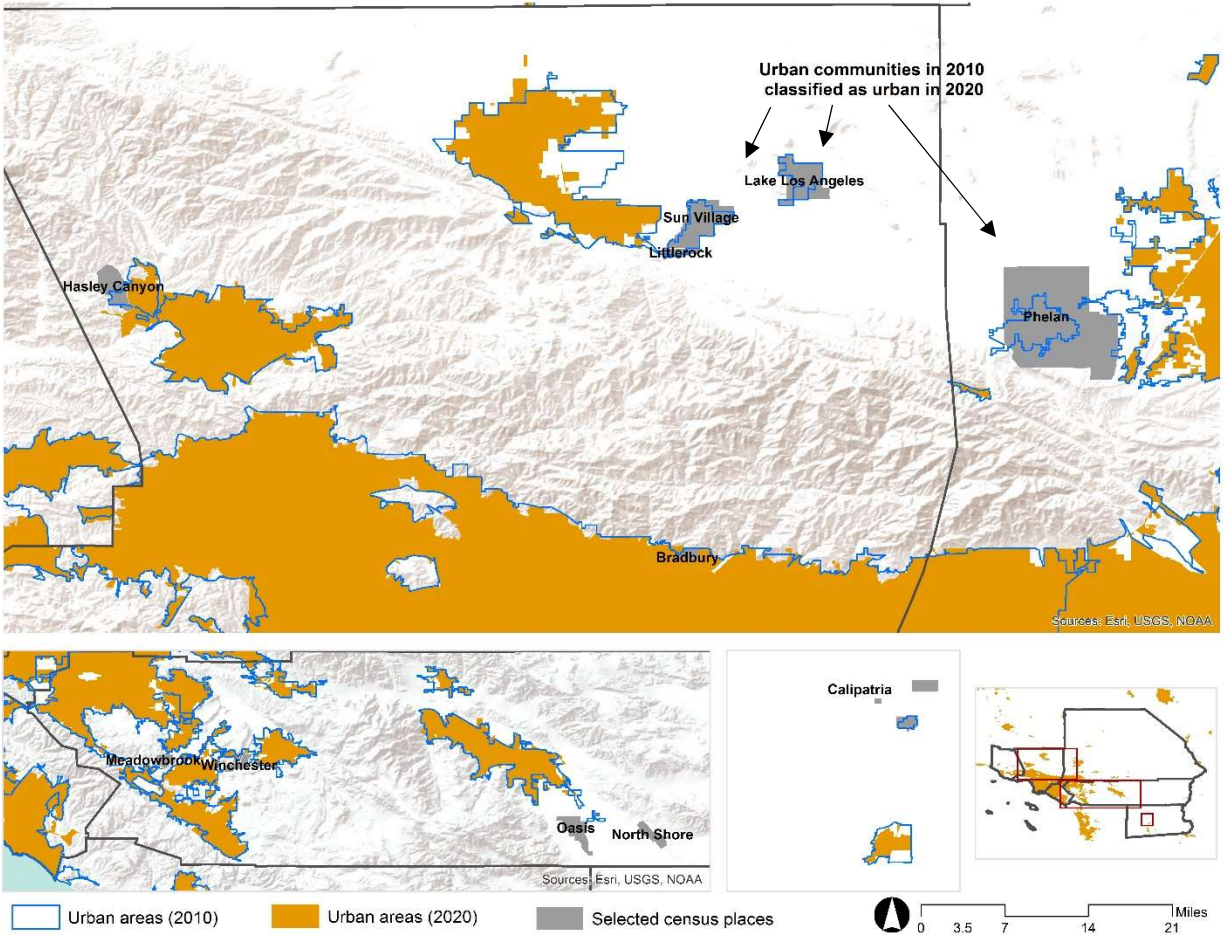 Urban communities in 2010
classified as urban in 2020
Lake Los Angeles
Sun Village
Littlerock
Hasley Canyon
Phelan
Bradbury
Sources: Esri, USGS, NOAA
Calipatria
Meadowbrook
Winchester
Oasis
North Shore
Sources: Esri, USGS, NOAA
Urban areas (2010)
Urban areas (2020)
Selected census places
Miles
0 3.5 7 14 21